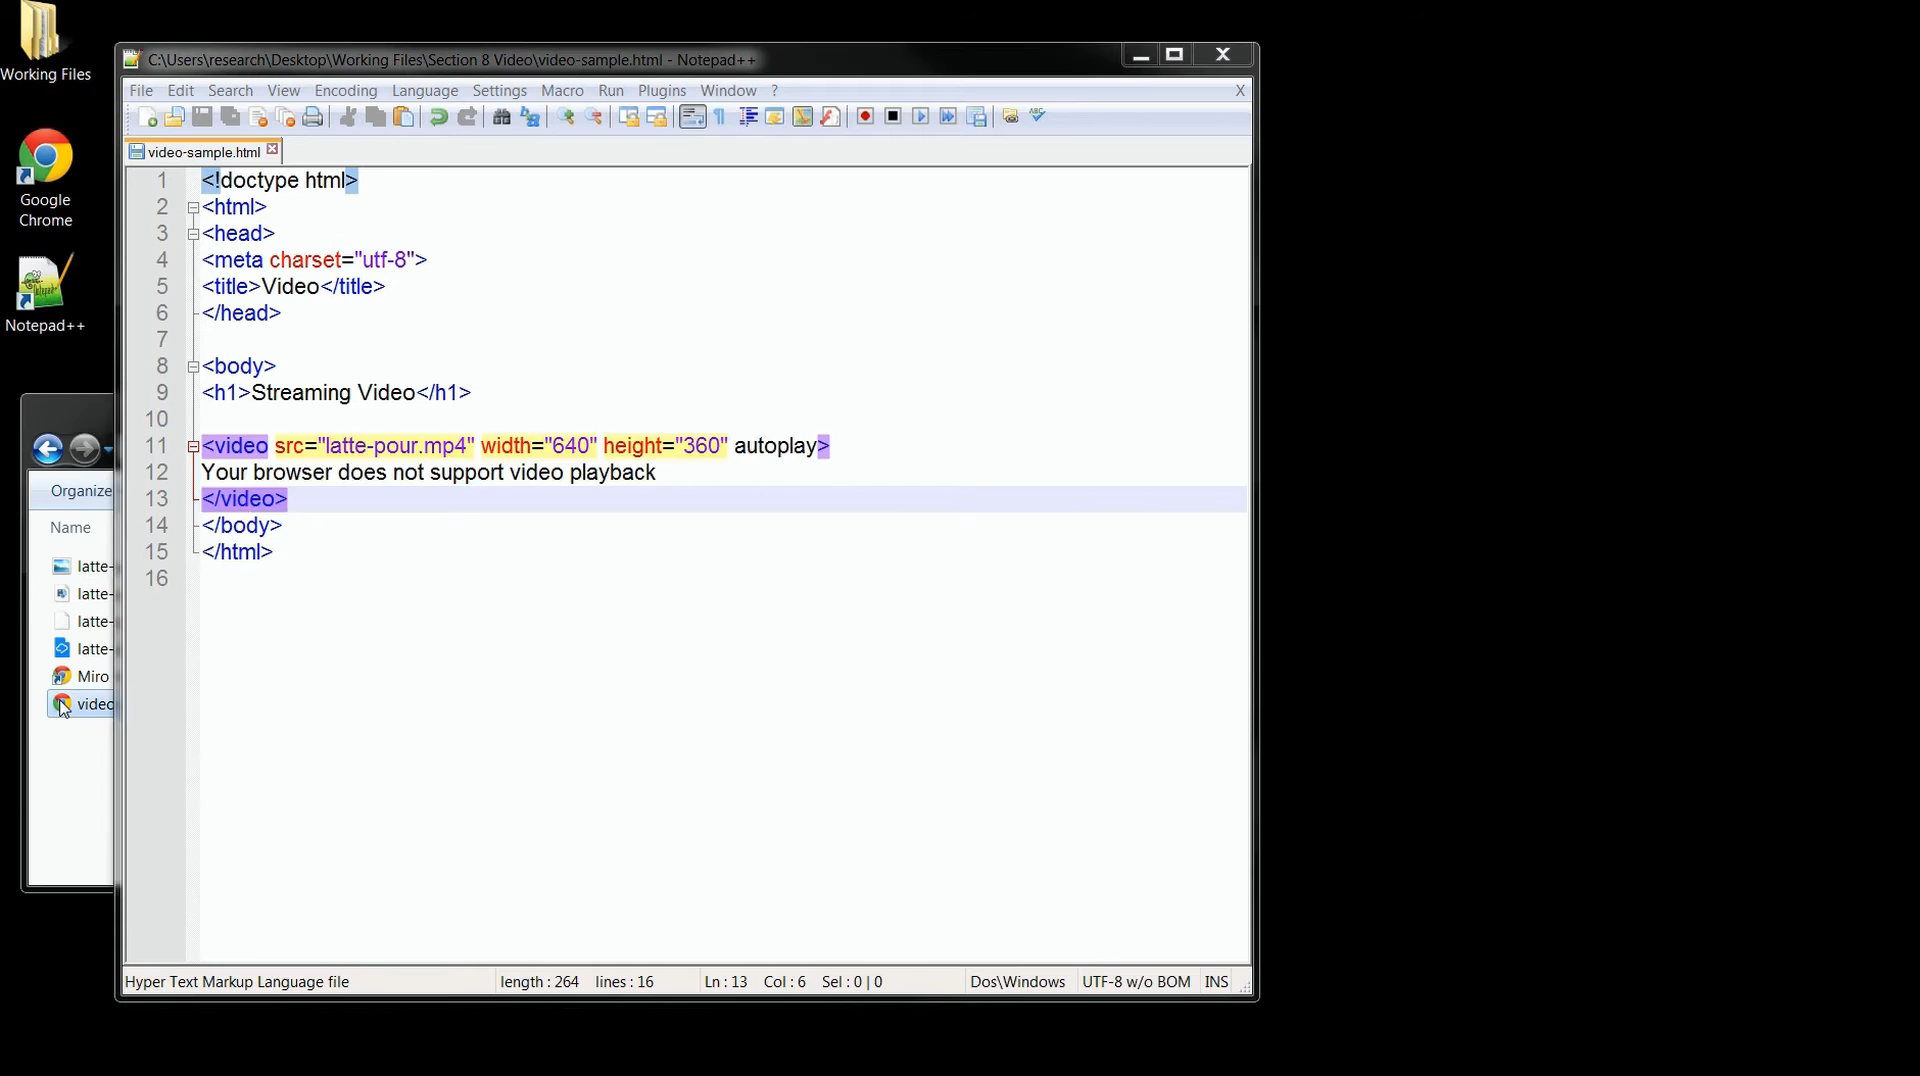 Working Files
Google
Chrome
Notepad++
C:\Users\research\Desktop\Working Files\Section 8 Video\video-sample.html - Notepad++
File Edit Search View Encoding Language Settings Macro Run Plugins Window ? X
video-sample.html
1 <!doctype html>
2 <html>
3 <head>
4 <meta charset="utf-8">
5 <title>Video</title>
6 </head>
7
8 <body>
9 <h1>Streaming Video</h1>
10
11 <video src="latte-pour.mp4" width="640" height="360" autoplay>
12 Your browser does not support video playback
13 </video>
14 </body>
15 </html>
16
Organize
Name
latte-
latte-
latte-
latte-
Miro
video
Hyper Text Markup Language file length : 264 lines : 16 Ln : 13 Col : 6 Sel : 0 | 0 Dos\Windows UTF-8 w/o BOM INS